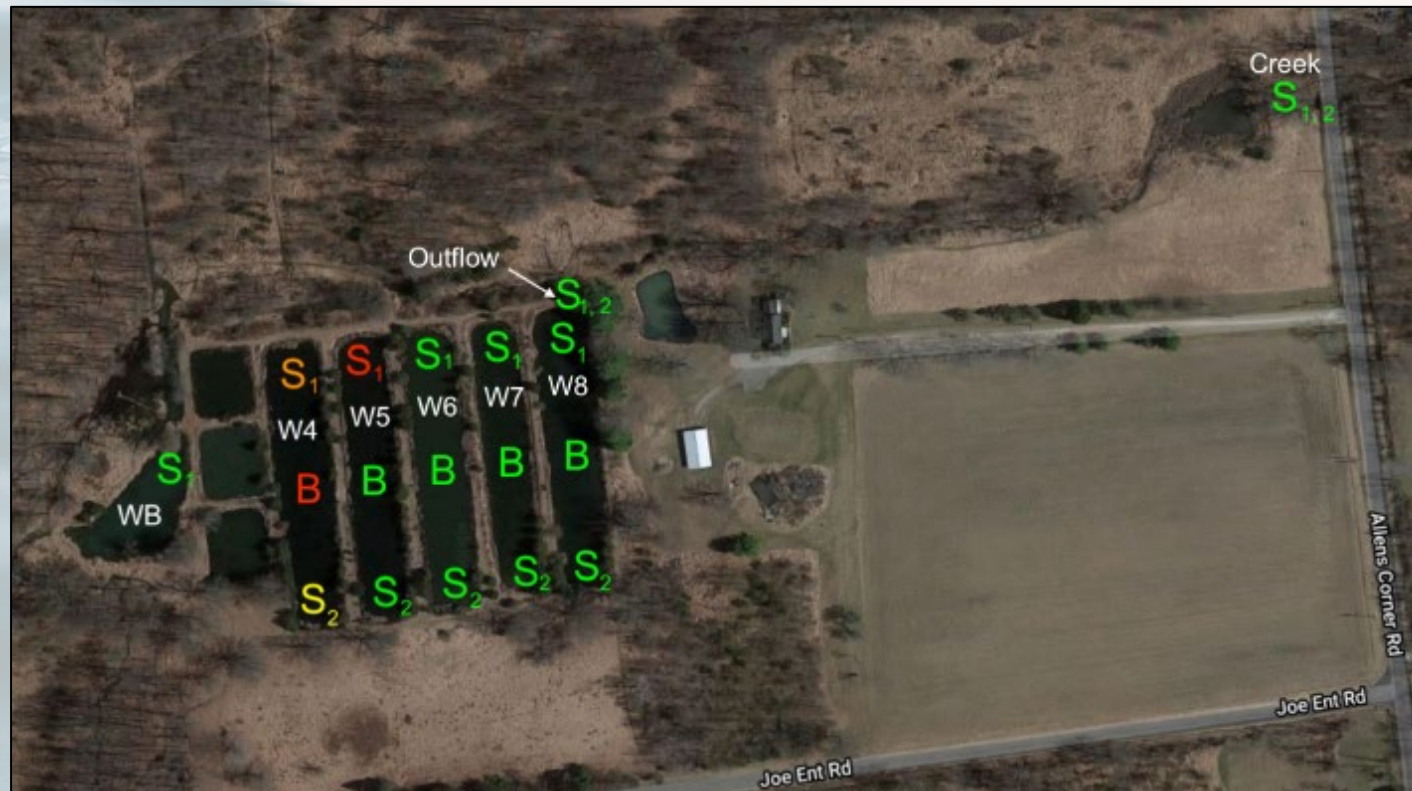 Creek
S1, 2
Outflow
S1, 2
S1
S1
S1
S1
S1
W4
W5
W6
W7
W8
S1
WB
B
B
B
B
B
S2
S2
S2
S2
S2
Allens Corner Rd
Joe Ent Rd
Joe Ent Rd